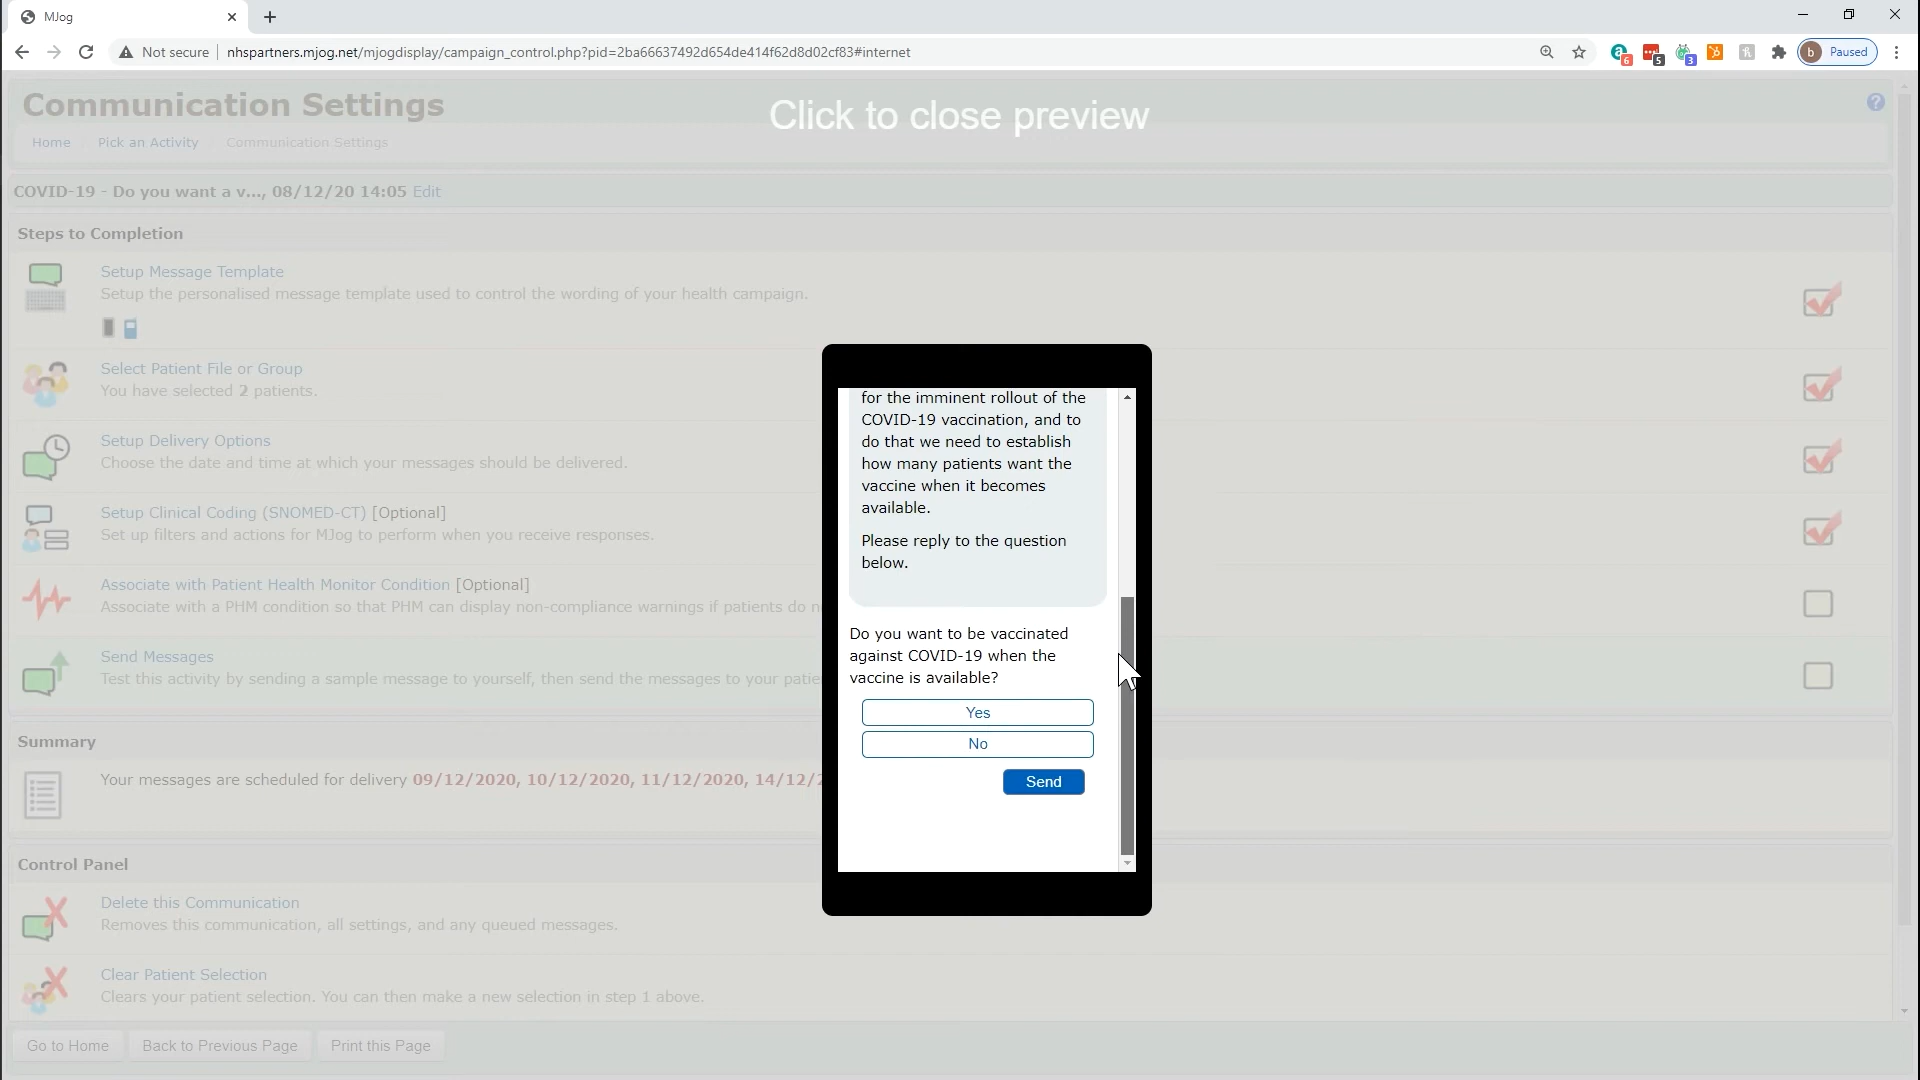 MJog
Not secure
nhspartners.mjog.net/mjogdisplay/campaign_control.php?pid=2ba66637492d654de414f62d8d02cf83#internet
6
5
3
b
Paused
Communication Settings
Click to close preview
?
Home / Pick an Activity / Communication Settings
COVID-19 - Do you want a v..., 08/12/20 14:05 Edit
Steps to Completion
Setup Message Template
Setup the personalised message template used to control the wording of your health campaign.
Select Patient File or Group
You have selected 2 patients.
Setup Delivery Options
Choose the date and time at which your messages should be delivered.
Setup Clinical Coding (SNOMED-CT) [Optional]
Set up filters and actions for MJog to perform when you receive responses.
Associate with Patient Health Monitor Condition [Optional]
Associate with a PHM condition so that PHM can display non-compliance warnings if patients do n
Send Messages
Test this activity by sending a sample message to yourself, then send the messages to your patie
Summary
Your messages are scheduled for delivery 09/12/2020, 10/12/2020, 11/12/2020, 14/12/2
Control Panel
Delete this Communication
Removes this communication, all settings, and any queued messages.
Clear Patient Selection
Clears your patient selection. You can then make a new selection in step 1 above.
Go to Home
Back to Previous Page
Print this Page
for the imminent rollout of the
COVID-19 vaccination, and to
do that we need to establish
how many patients want the
vaccine when it becomes
available.
Please reply to the question
below.
Do you want to be vaccinated
against COVID-19 when the
vaccine is available?
Yes
No
Send